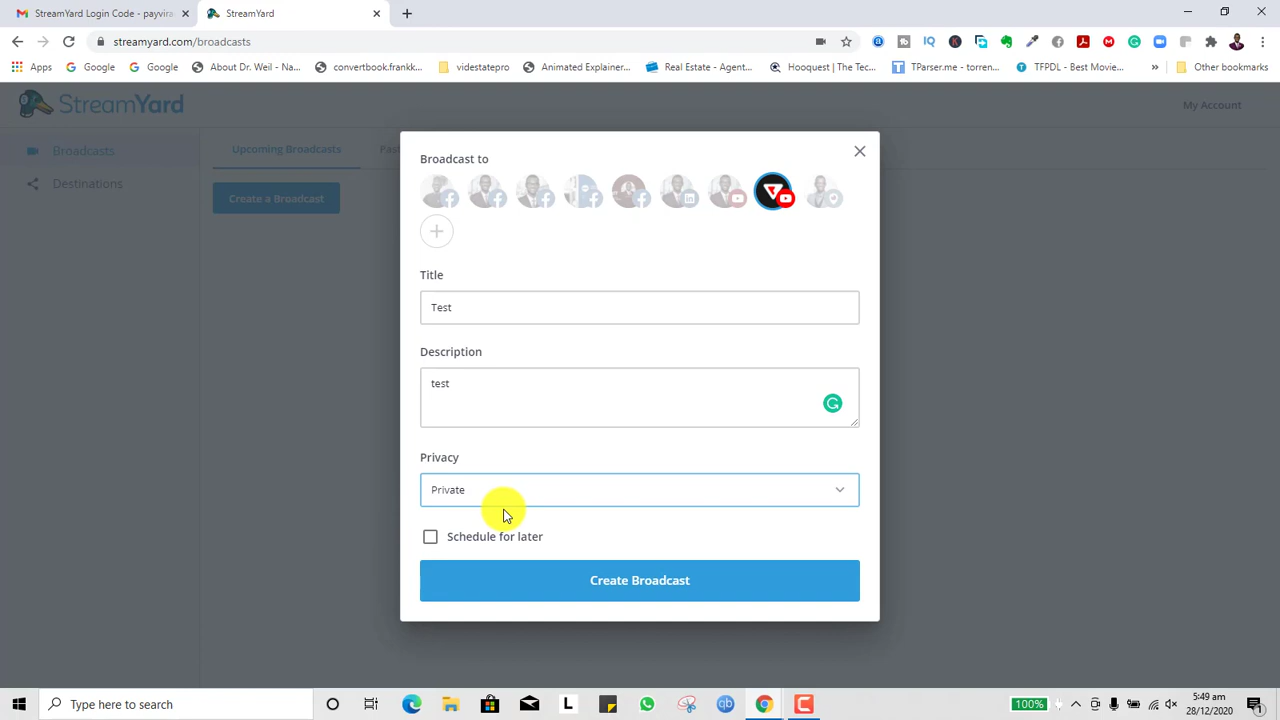 StreamYard Login Code - payvira
StreamYard
streamyard.com/broadcasts
Apps
Google
Google
About Dr. Weil - Na...
convertbook.frankk...
videstatepro
Animated Explainer...
Real Estate - Agent...
Hooquest | The Tec...
TParser.me - torren...
TFPDL - Best Movie...
»
Other bookmarks
StreamYard
My Account
Broadcasts
Destinations
Upcoming Broadcasts
Pas
Create a Broadcast
Broadcast to
Title
Test
Description
test
Privacy
Private
Schedule for later
Create Broadcast
Type here to search
L
qb
100%
5:49 am
28/12/2020
1